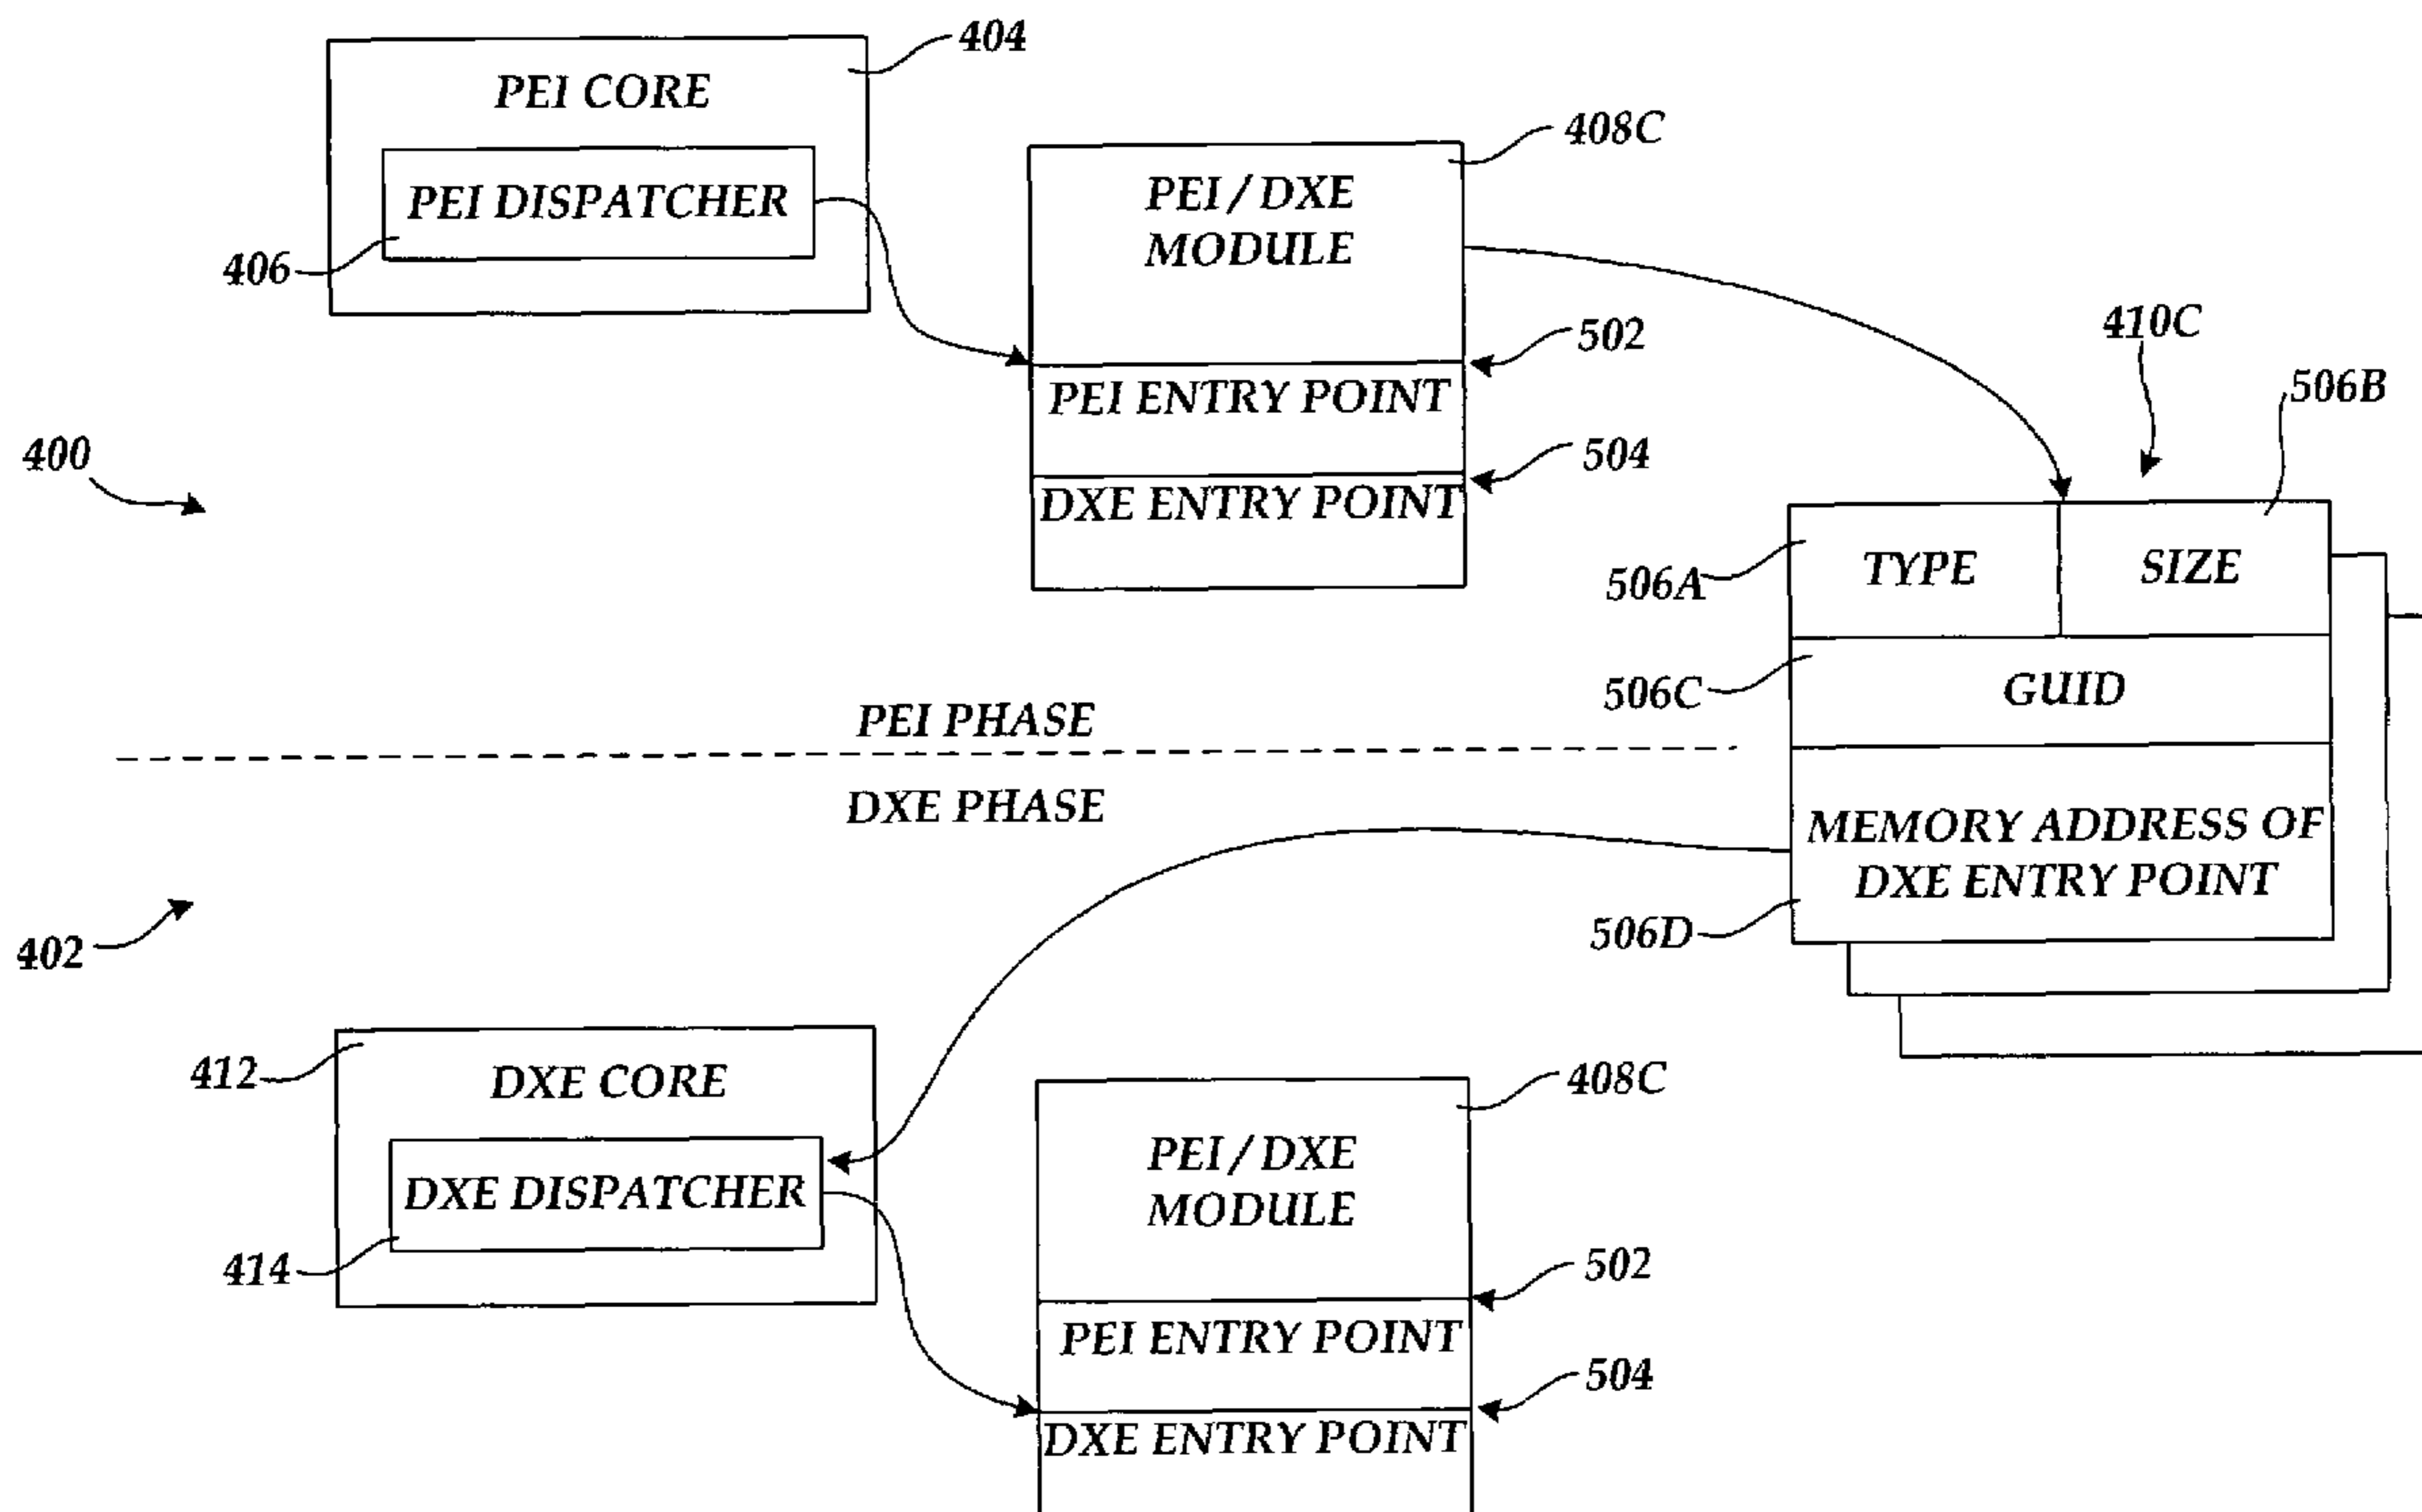 404
PEI CORE
PEI DISPATCHER
406
408C
PEI / DXE
MODULE
502
PEI ENTRY POINT
504
DXE ENTRY POINT
400
410C
506B
506A
TYPE
SIZE
506C
GUID
MEMORY ADDRESS OF
DXE ENTRY POINT
506D
PEI PHASE
DXE PHASE
402
412
DXE CORE
DXE DISPATCHER
414
408C
PEI / DXE
MODULE
502
PEI ENTRY POINT
504
DXE ENTRY POINT